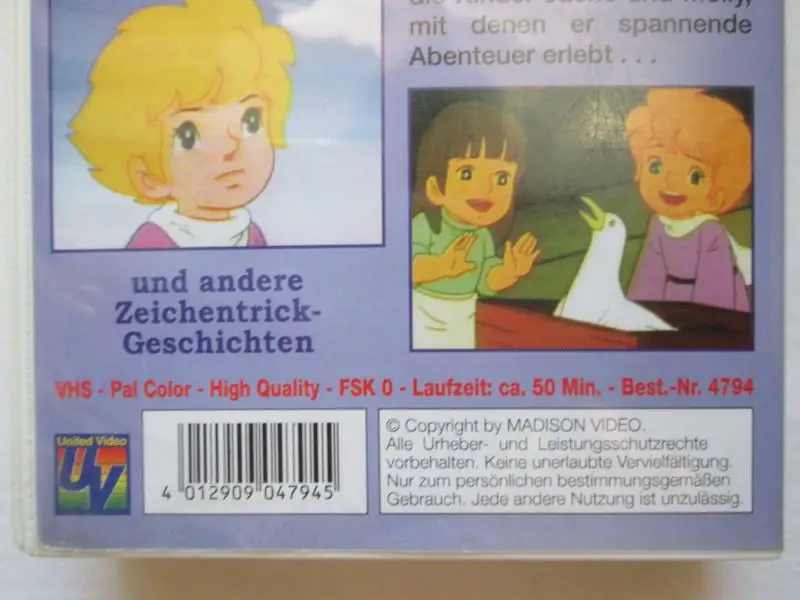 mit denen er spannende
Abenteuer erlebt . . .
und andere
Zeichentrick-
Geschichten
VHS - Pal Color - High Quality - FSK 0 - Laufzeit: ca. 50 Min. - Best.-Nr. 4794
United Video
UV
4 012909 047945
© Copyright by MADISON VIDEO.
Alle Urheber- und Leistungsschutzrechte
vorbehalten. Keine unerlaubte Vervielfältigung.
Nur zum persönlichen bestimmungsgemäßen
Gebrauch. Jede andere Nutzung ist unzulässig.